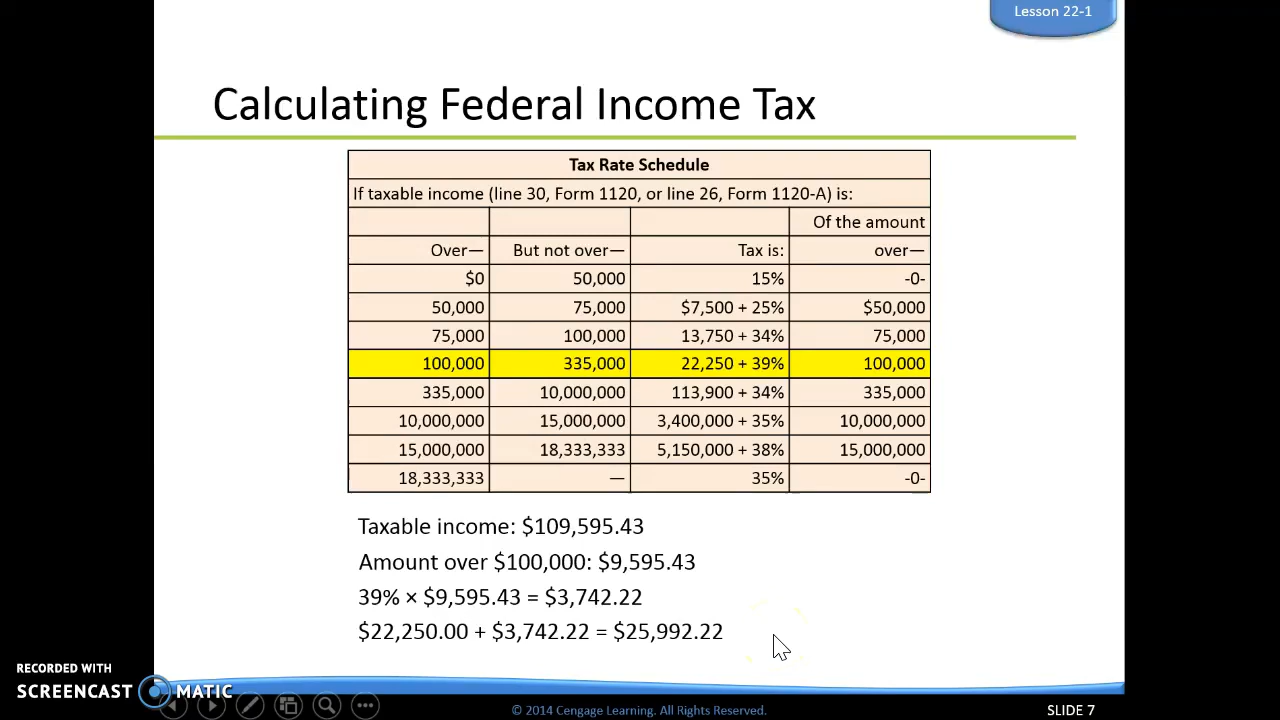 Lesson 22-1
Calculating Federal Income Tax
Tax Rate Schedule
If taxable income (line 30, Form 1120, or line 26, Form 1120-A) is:
Of the amount
Over— But not over— Tax is: over—
$0 50,000 15% -0-
50,000 75,000 $7,500 + 25% $50,000
75,000 100,000 13,750 + 34% 75,000
100,000 335,000 22,250 + 39% 100,000
335,000 10,000,000 113,900 + 34% 335,000
10,000,000 15,000,000 3,400,000 + 35% 10,000,000
15,000,000 18,333,333 5,150,000 + 38% 15,000,000
18,333,333 — 35% -0-
Taxable income: $109,595.43
Amount over $100,000: $9,595.43
39% × $9,595.43 = $3,742.22
$22,250.00 + $3,742.22 = $25,992.22
RECORDED WITH
SCREENCAST MATIC
© 2014 Cengage Learning. All Rights Reserved.
SLIDE 7